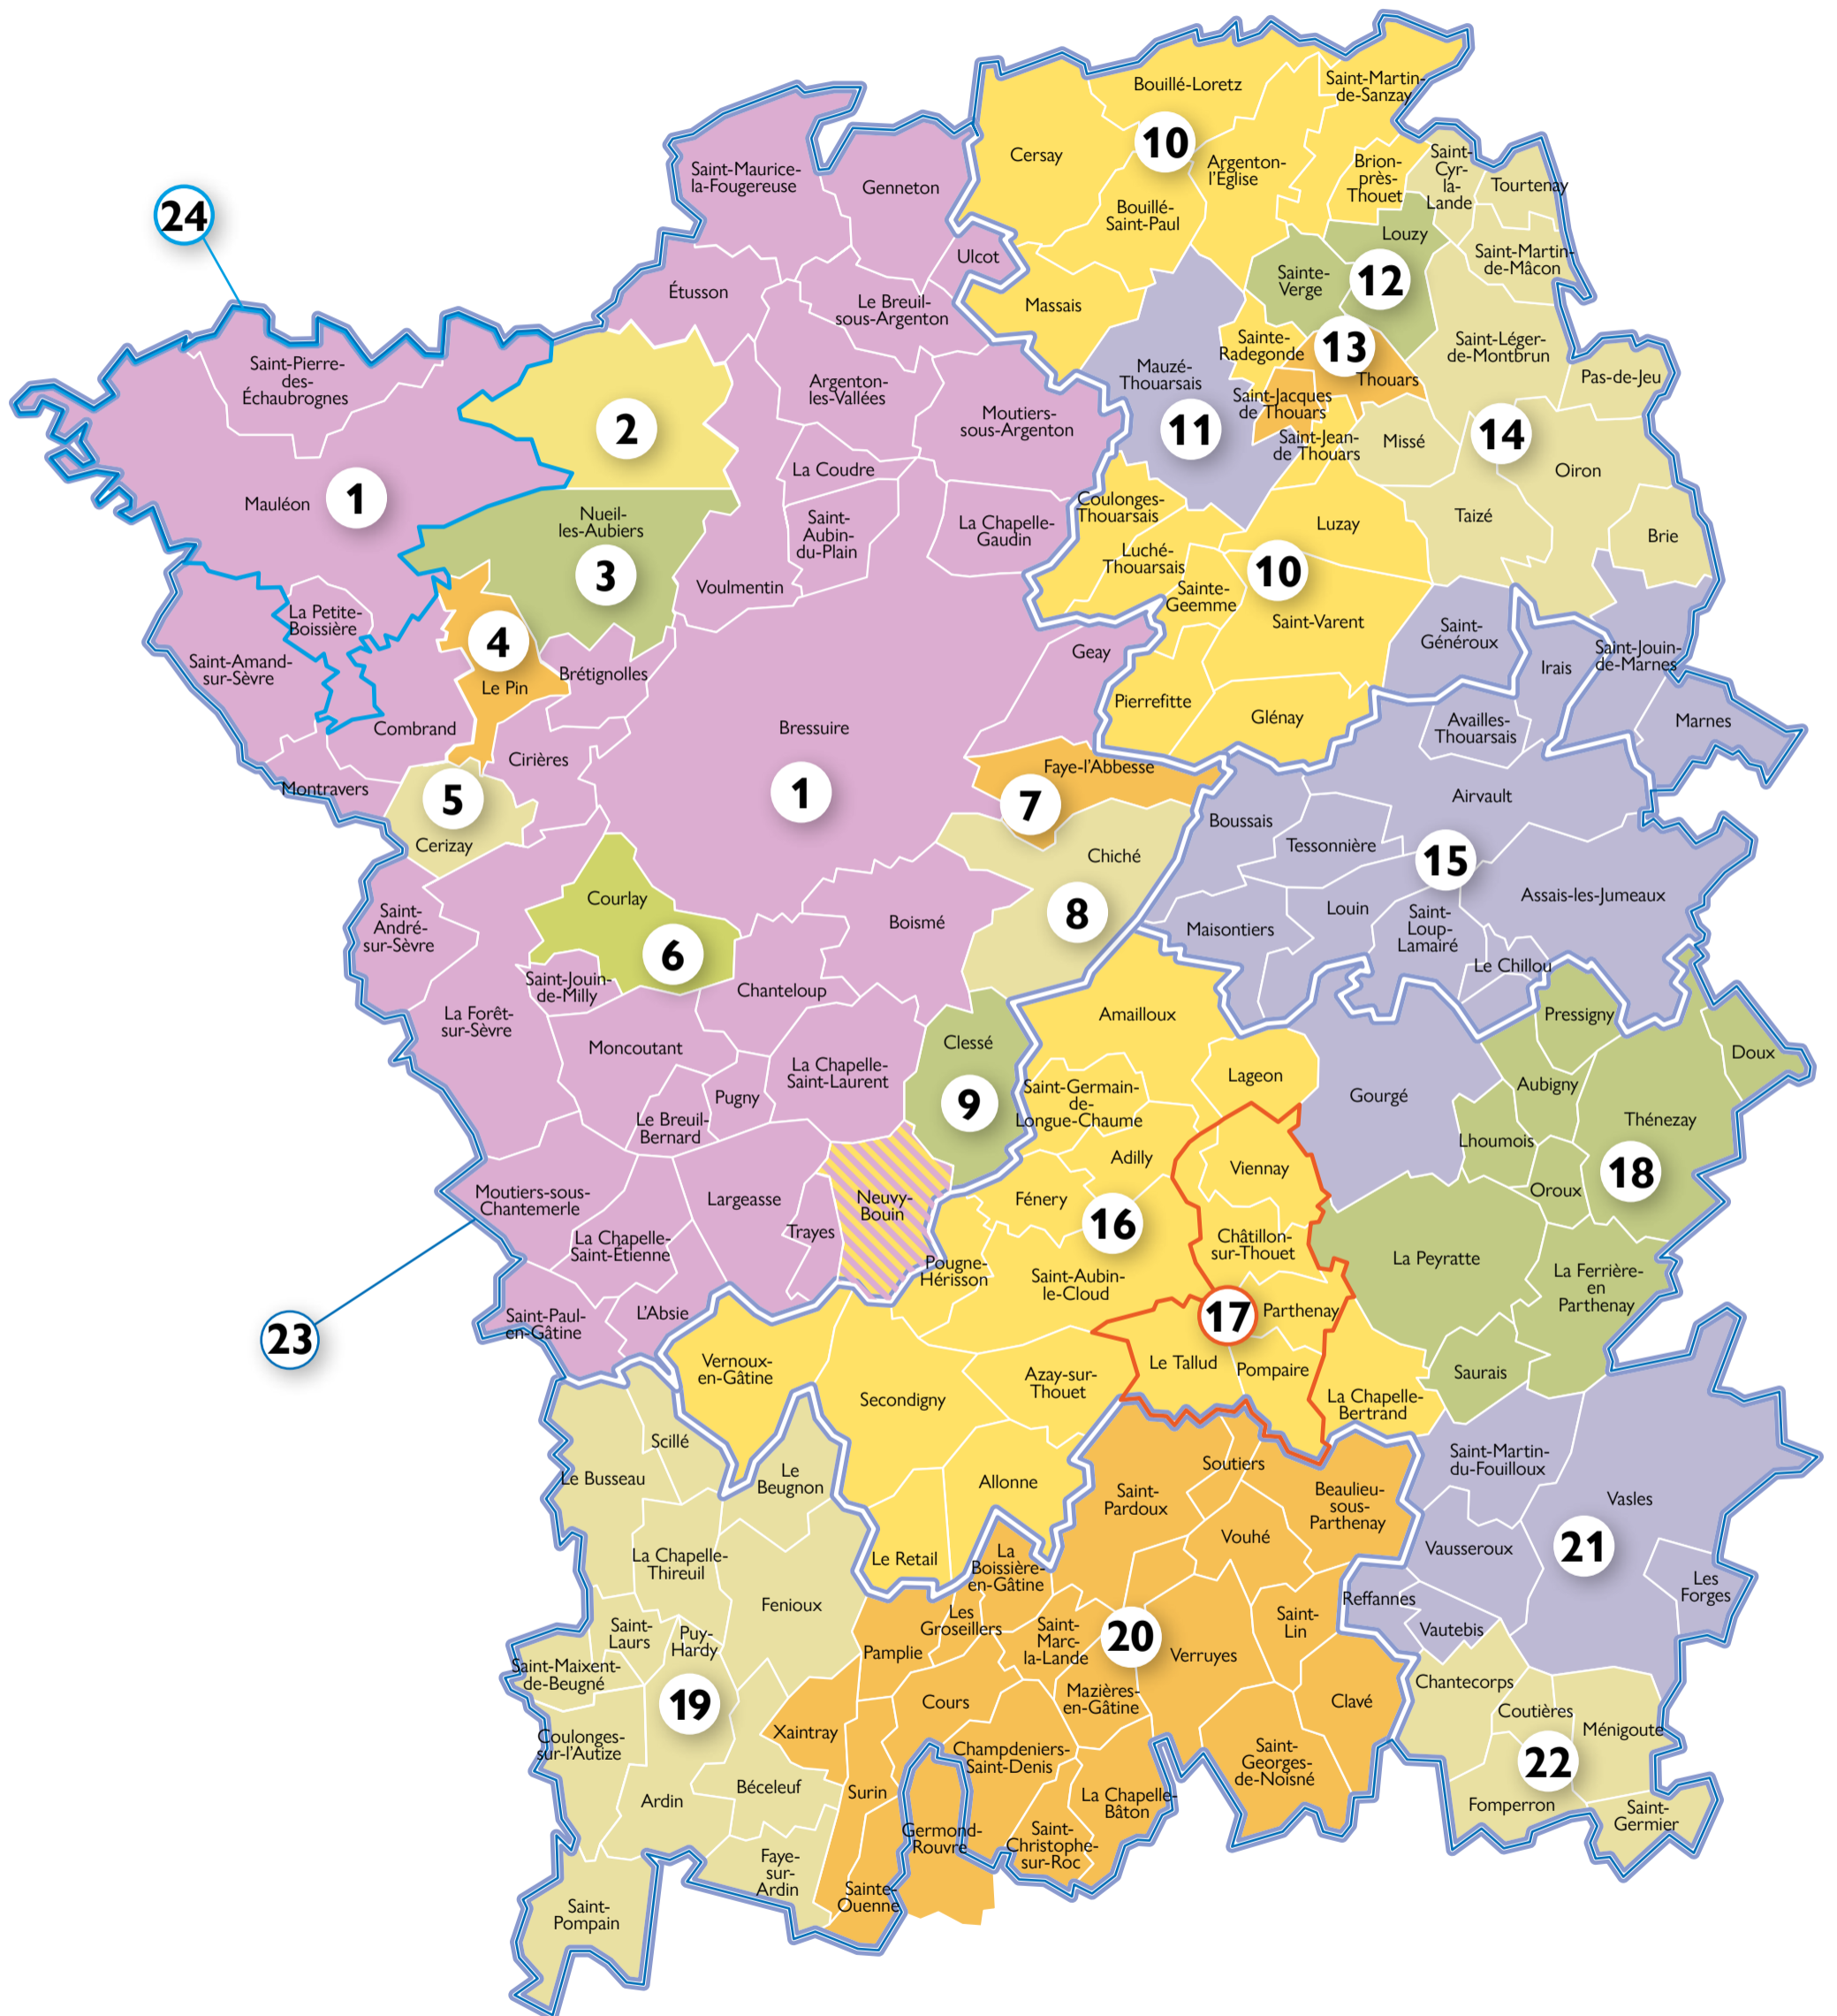 Bouillé-Loretz
Saint-Martin-
de-Sanzay
10
Cersay
Argenton-
l'Église
Brion-
près-
Thouet
Saint-
Cyr-
la-
Lande
Tourtenay
Saint-Maurice-
la-Fougereuse
Genneton
Bouillé-
Saint-Paul
24
Louzy
Ulcot
Saint-Martin-
de-Mâcon
Sainte-
Verge
12
Étusson
Le Breuil-
sous-Argenton
Massais
Sainte-
Radegonde
13
Saint-Léger-
de-Montbrun
Saint-Pierre-
des-
Échaubrognes
Mauzé-
Thouarsais
Thouars
Pas-de-Jeu
Argenton-
les-Vallées
Saint-Jacques
de Thouars
2
Moutiers-
sous-Argenton
11
Saint-Jean-
de Thouars
Missé
14
La Coudre
Oiron
Mauléon
1
Coulonges-
Thouarsais
Nueil-
les-Aubiers
Saint-
Aubin-
du-Plain
La Chapelle-
Gaudin
Luzay
Taizé
Brie
3
Luché-
Thouarsais
10
Voulmentin
Sainte-
Geemme
La Petite-
Boissière
Saint-Varent
Saint-
Généroux
4
Geay
Irais
Saint-Jouin-
de-Marnes
Saint-Amand-
sur-Sèvre
Brétignolles
Le Pin
Pierrefitte
Glénay
Combrand
Bressuire
Availles-
Thouarsais
Marnes
Cirières
Faye-l'Abbesse
Montravers
5
1
7
Airvault
Boussais
Cerizay
Chiché
Tessonnière
15
Courlay
8
Assais-les-Jumeaux
Saint-
André-
sur-Sèvre
Boismé
Maisontiers
Louin
Saint-
Loup-
Lamairé
6
Le Chillou
Saint-Jouin-
de-Milly
Chanteloup
La Forêt-
sur-Sèvre
Amailloux
Pressigny
Moncoutant
Clessé
Doux
La Chapelle-
Saint-Laurent
Lageon
Aubigny
Pugny
9
Saint-Germain-
de-
Longue-Chaume
Gourgé
Le Breuil-
Bernard
Thénezay
Lhoumois
Adilly
Viennay
18
Moutiers-sous-
Chantemerle
Largeasse
Neuvy-
Bouin
Fénery
16
Oroux
Trayes
La Chapelle-
Saint-Étienne
Châtillon-
sur-Thouet
La Peyratte
Pougne-
Hérisson
Saint-Aubin-
le-Cloud
La Ferrière-
en
Parthenay
23
Saint-Paul-
en-Gâtine
L'Absie
17
Parthenay
Vernoux-
en-Gâtine
Le Tallud
Pompaire
Azay-sur-
Thouet
Saurais
Secondigny
La Chapelle-
Bertrand
Scillé
Le Busseau
Le
Beugnon
Allonne
Soutiers
Saint-Martin-
du-Fouilloux
Saint-
Pardoux
Beaulieu-
sous-
Parthenay
Vasles
Vouhé
La Chapelle-
Thireuil
Le Retail
La
Boissière-
en-Gâtine
Vausseroux
21
Fenioux
Les
Forges
Reffannes
Saint-
Laurs
Puy-
Hardy
Les
Groseillers
Saint-
Marc-
la-Lande
20
Saint-
Lin
Vautebis
Pamplie
Verruyes
Saint-Maixent-
de-Beugné
Chantecorps
19
Cours
Mazières-
en-Gâtine
Clavé
Coutières
Xaintray
Ménigoute
Coulonges-
sur-l'Autize
Champdeniers-
Saint-Denis
Saint-
Georges-
de-Noisné
22
Béceleuf
Surin
Ardin
La Chapelle-
Bâton
Fomperron
Saint-
Germier
Germond-
Rouvre
Saint-
Christophe-
sur-Roc
Faye-
sur-
Ardin
Sainte-
Ouenne
Saint-
Pompain